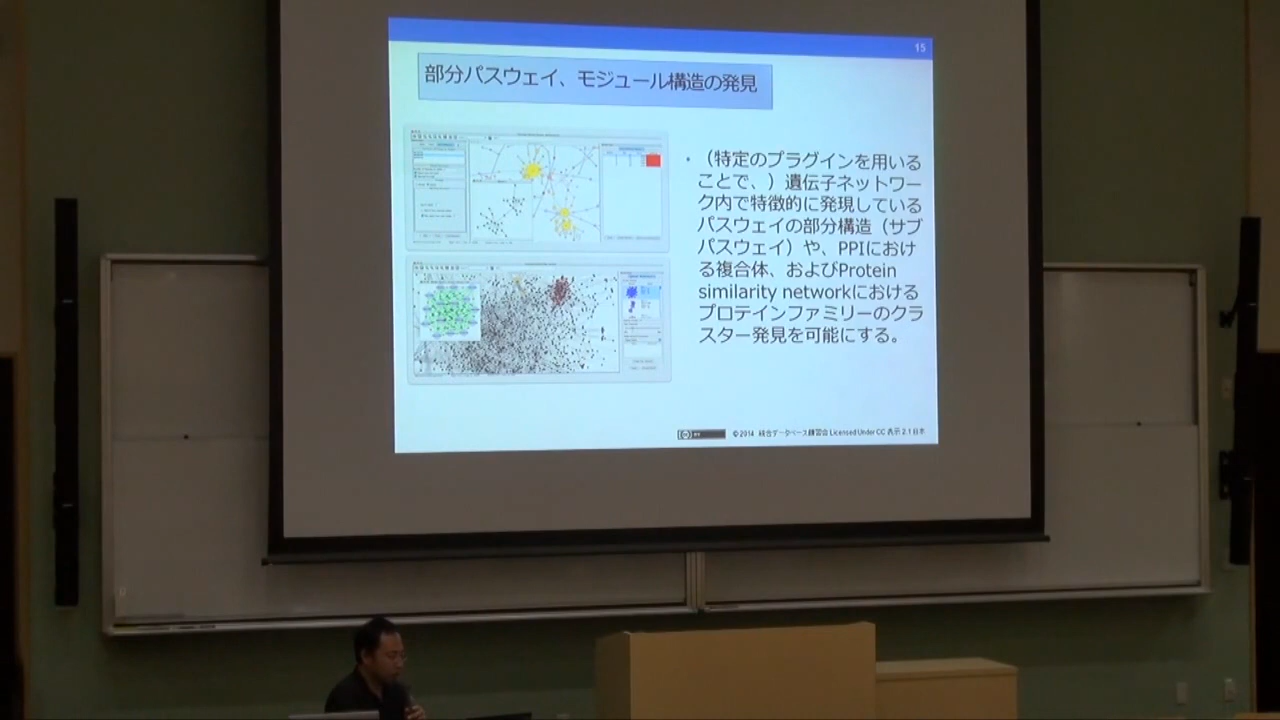 15
部分パスウェイ、モジュール構造の発見
・（特定のプラグインを用いる
ことで、）遺伝子ネットワー
ク内で特徴的に発現している
パスウェイの部分構造（サブ
パスウェイ）や、PPIにおけ
る複合体、およびProtein
similarity networkにおける
プロテインファミリーのクラ
スター発見を可能にする。
© 2014 統合データベース講習会 Licensed Under CC 表示 2.1 日本